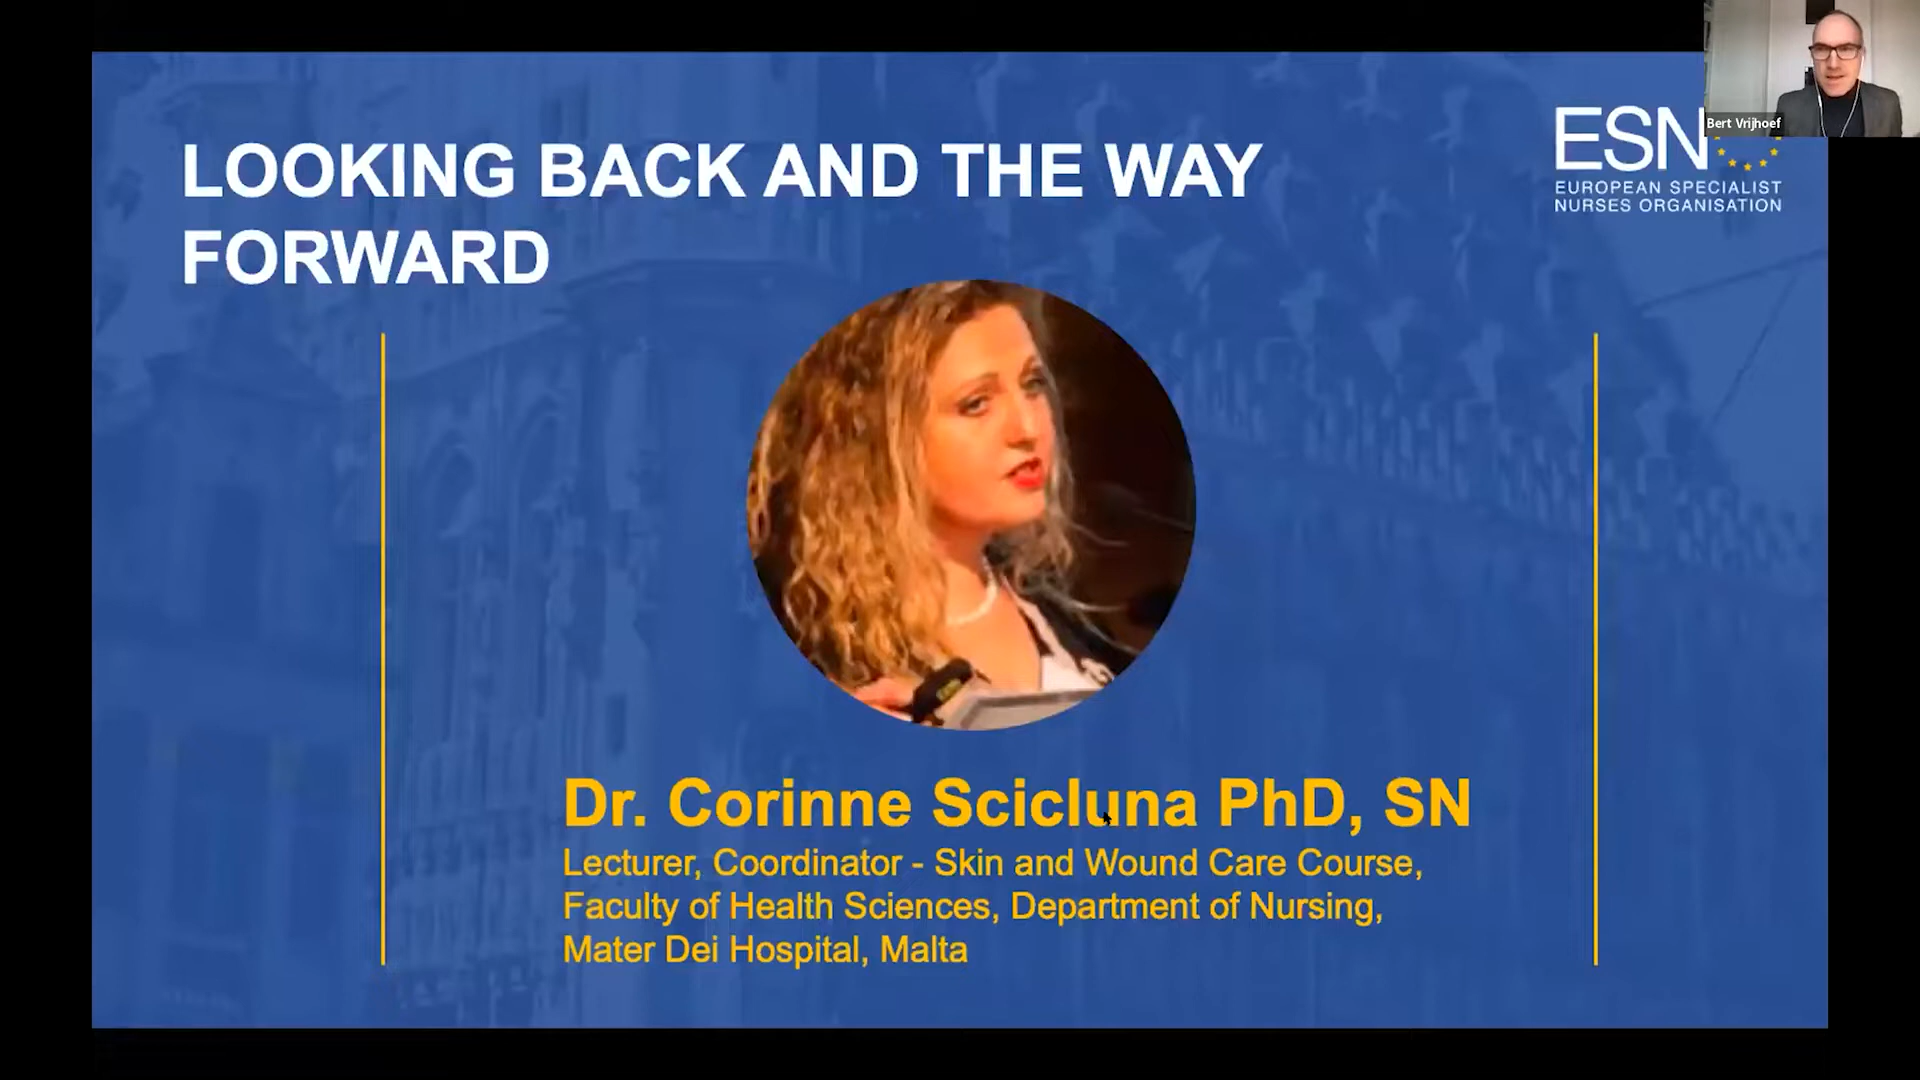 LOOKING BACK AND THE WAY
FORWARD
ESN
EUROPEAN SPECIALIST
NURSES ORGANISATION
Bert Vrijhoef
Dr. Corinne Scicluna PhD, SN
Lecturer, Coordinator - Skin and Wound Care Course,
Faculty of Health Sciences, Department of Nursing,
Mater Dei Hospital, Malta